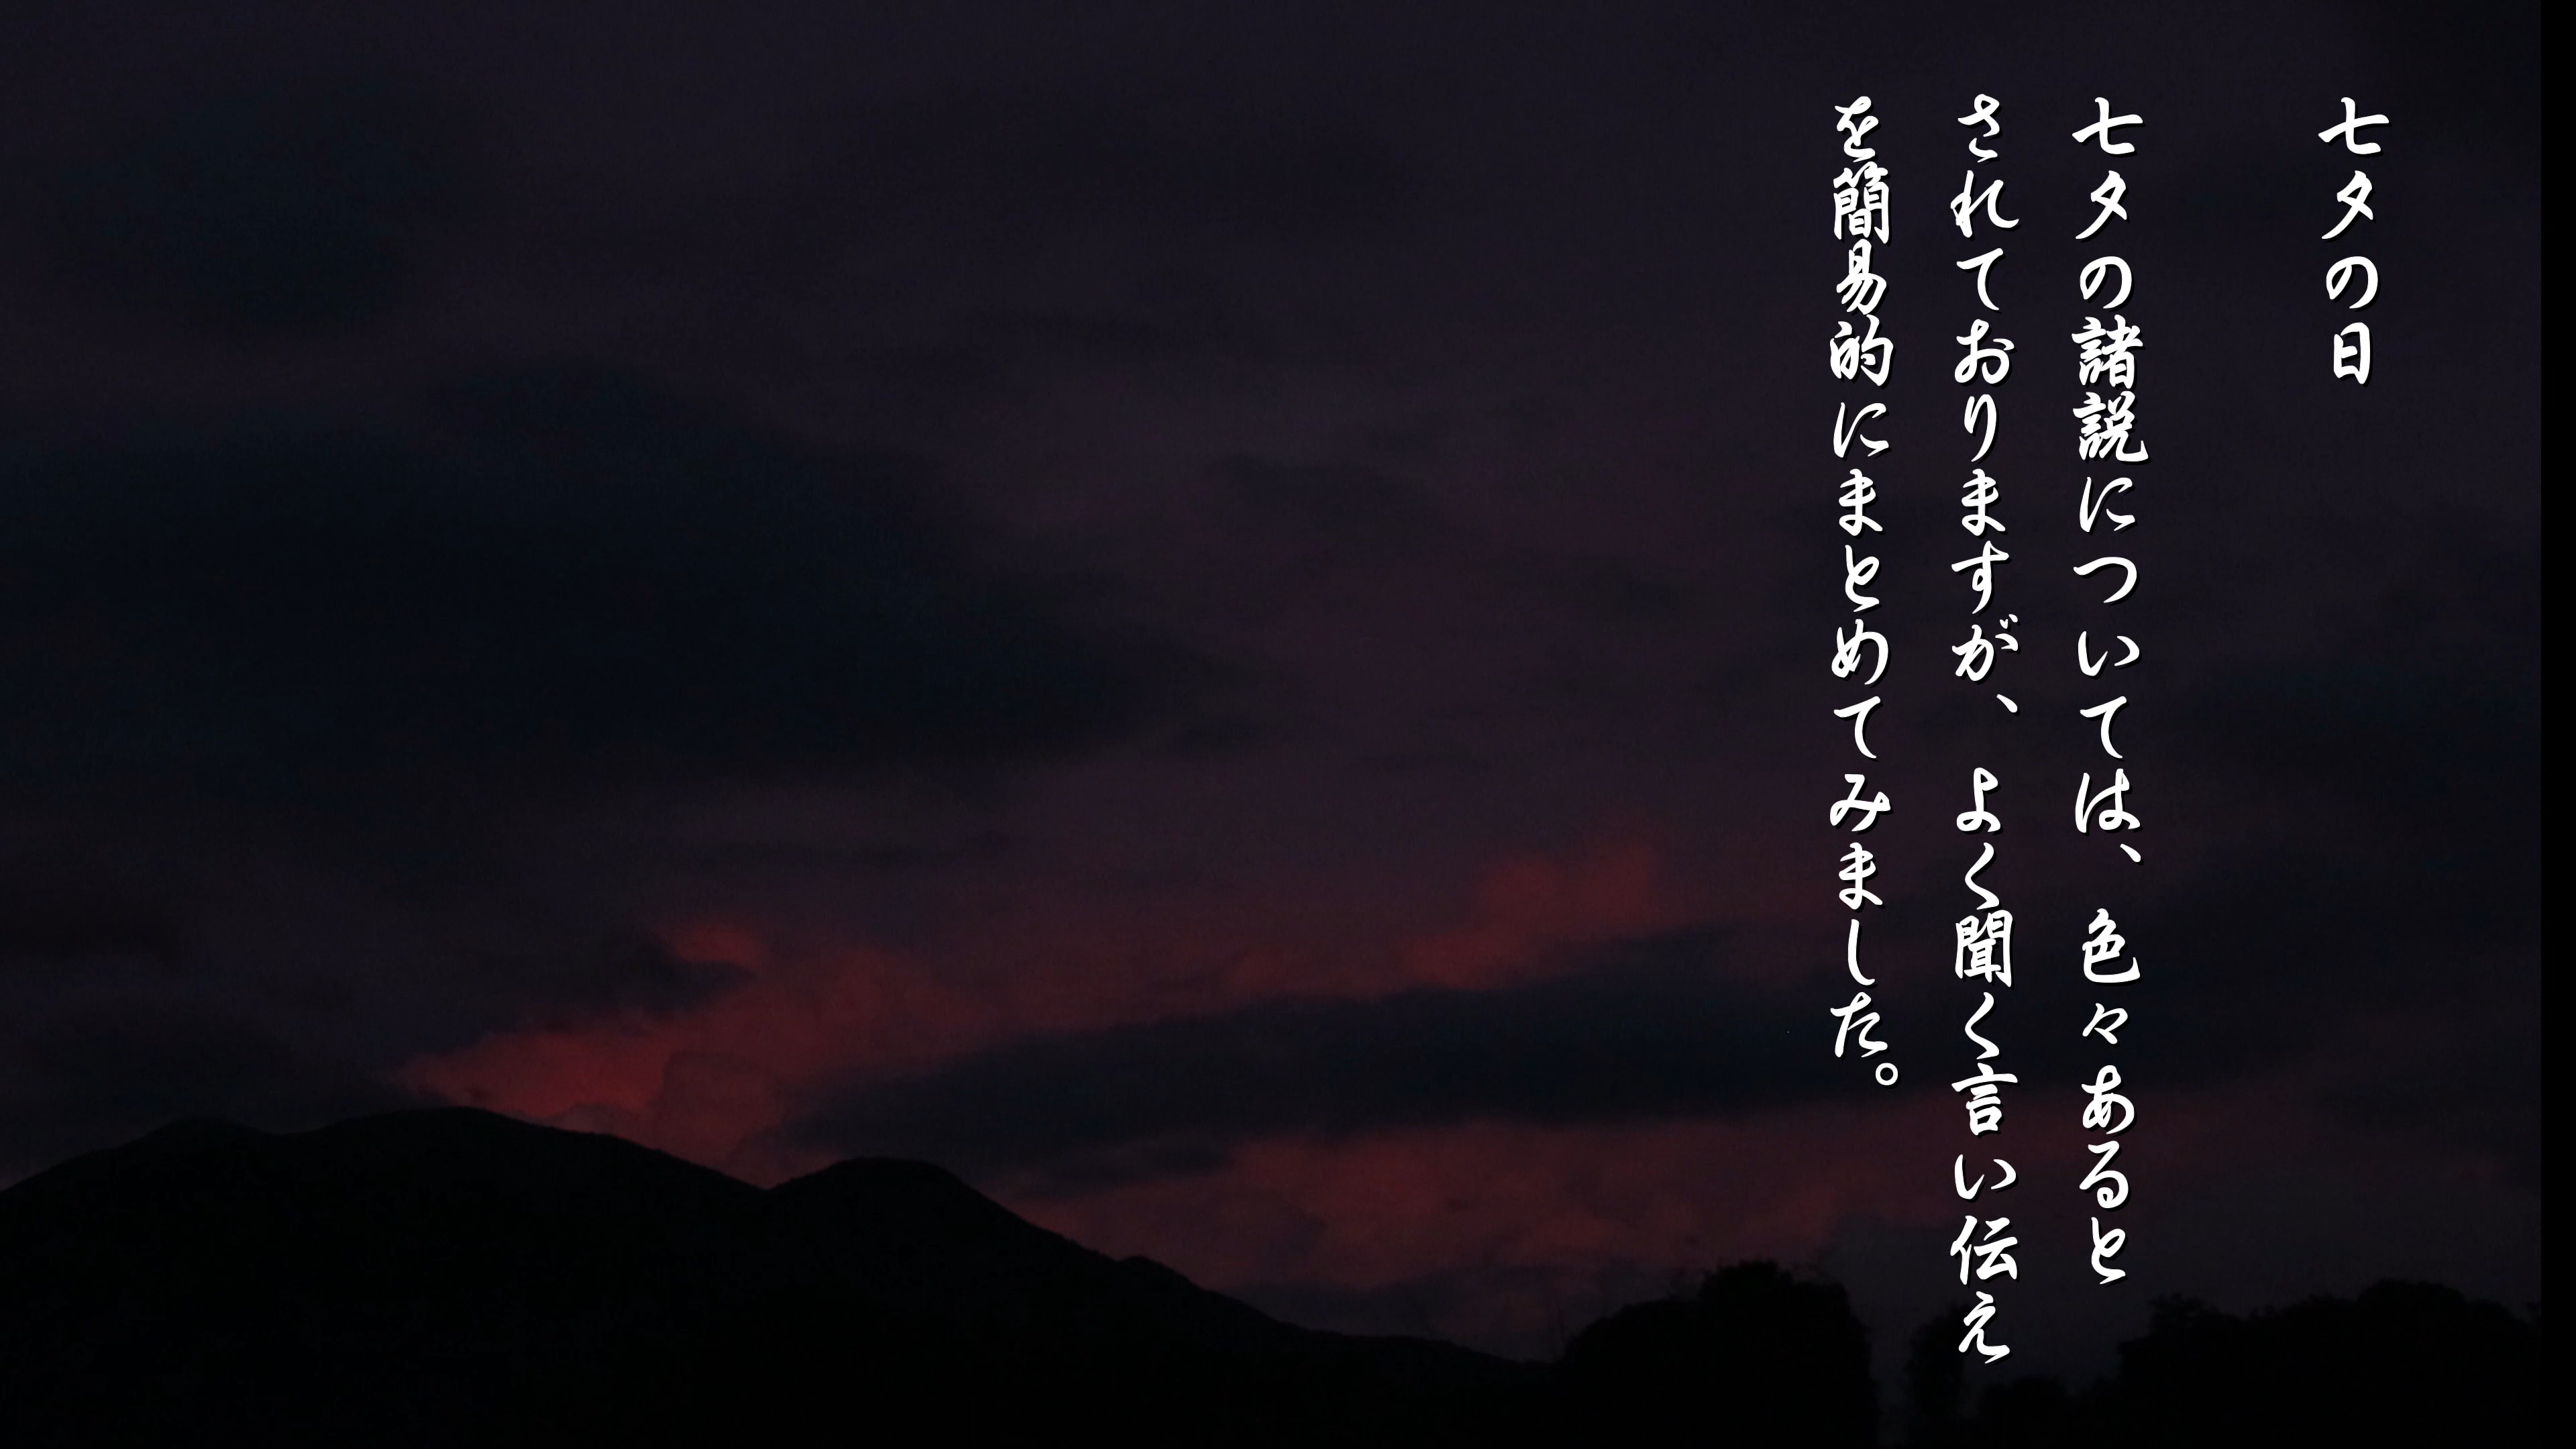 七夕の日
七夕の諸説については、色々あると
されておりますが、よく聞く言い伝え
を簡易的にまとめてみました。